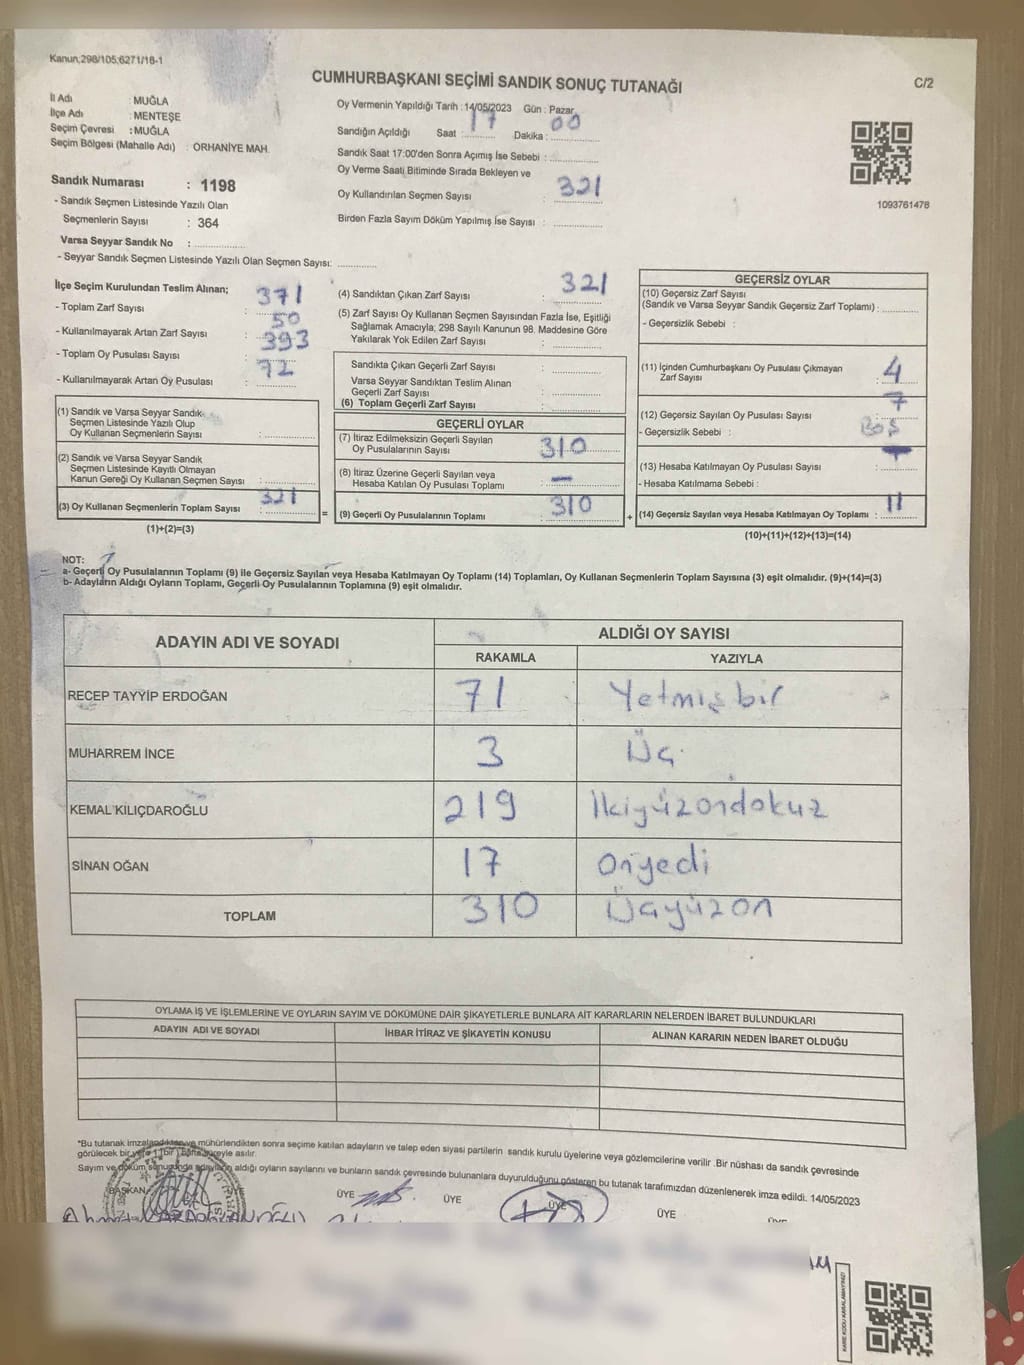 Kanun;298/105;6271/18-1
CUMHURBAŞKANI SEÇİMİ SANDIK SONUÇ TUTANAĞI
C/2
İl Adı : MUĞLA
İlçe Adı : MENTEŞE
Seçim Çevresi : MUĞLA
Seçim Bölgesi (Mahalle Adı) : ORHANİYE MAH.
Sandık Numarası : 1198
- Sandık Seçmen Listesinde Yazılı Olan
Seçmenlerin Sayısı : 364
Varsa Seyyar Sandık No :
- Seyyar Sandık Seçmen Listesinde Yazılı Olan Seçmen Sayısı:
Oy Vermenin Yapıldığı Tarih :14/05/2023 Gün : Pazar
Sandığın Açıldığı Saat : 17 Dakika : 00
Sandık Saat 17:00'den Sonra Açımış İse Sebebi :
Oy Verme Saati Bitiminde Sırada Bekleyen ve
Oy Kullandırılan Seçmen Sayısı : 321
Birden Fazla Sayım Döküm Yapılmış İse Sayısı :
1093761478
İlçe Seçim Kurulundan Teslim Alınan;
- Toplam Zarf Sayısı : 371
- Kullanılmayarak Artan Zarf Sayısı : 50
- Toplam Oy Pusulası Sayısı : 393
- Kullanılmayarak Artan Oy Pusulası : 72
(1) Sandık ve Varsa Seyyar Sandık
Seçmen Listesinde Yazılı Olup
Oy Kullanan Seçmenlerin Sayısı :
(2) Sandık ve Varsa Seyyar Sandık
Seçmen Listesinde Kayıtlı Olmayan
Kanun Gereği Oy Kullanan Seçmen Sayısı :
(3) Oy Kullanan Seçmenlerin Toplam Sayısı : 321
(1)+(2)=(3)
(4) Sandıktan Çıkan Zarf Sayısı : 321
(5) Zarf Sayısı Oy Kullanan Seçmen Sayısından Fazla İse, Eşitliği
Sağlamak Amacıyla; 298 Sayılı Kanunun 98. Maddesine Göre
Yakılarak Yok Edilen Zarf Sayısı :
Sandıkta Çıkan Geçerli Zarf Sayısı :
Varsa Seyyar Sandıktan Teslim Alınan
Geçerli Zarf Sayısı :
(6) Toplam Geçerli Zarf Sayısı :
GEÇERLİ OYLAR
(7) İtiraz Edilmeksizin Geçerli Sayılan
Oy Pusulalarının Sayısı : 310
(8) İtiraz Üzerine Geçerli Sayılan veya
Hesaba Katılan Oy Pusulası Toplamı : —
= (9) Geçerli Oy Pusulalarının Toplamı : 310 +
GEÇERSİZ OYLAR
(10) Geçersiz Zarf Sayısı
(Sandık ve Varsa Seyyar Sandık Geçersiz Zarf Toplamı) :
- Geçersizlik Sebebi :
(11) İçinden Cumhurbaşkanı Oy Pusulası Çıkmayan
Zarf Sayısı : 4
(12) Geçersiz Sayılan Oy Pusulası Sayısı : 7
- Geçersizlik Sebebi : BOŞ
(13) Hesaba Katılmayan Oy Pusulası Sayısı :
- Hesaba Katılmama Sebebi :
(14) Geçersiz Sayılan veya Hesaba Katılmayan Oy Toplamı : 11
(10)+(11)+(12)+(13)=(14)
NOT:
a- Geçerli Oy Pusulalarının Toplamı (9) ile Geçersiz Sayılan veya Hesaba Katılmayan Oy Toplamı (14) Toplamları, Oy Kullanan Seçmenlerin Toplam Sayısına (3) eşit olmalıdır. (9)+(14)=(3)
b- Adayların Aldığı Oyların Toplamı, Geçerli Oy Pusulalarının Toplamına (9) eşit olmalıdır.
ADAYIN ADI VE SOYADI
ALDIĞI OY SAYISI
RAKAMLA YAZIYLA
RECEP TAYYİP ERDOĞAN 71 Yetmiş bir
MUHARREM İNCE 3 Üç
KEMAL KILIÇDAROĞLU 219 İkiyüzondokuz
SİNAN OĞAN 17 Onyedi
TOPLAM 310 Üçyüzon
OYLAMA İŞ VE İŞLEMLERİNE VE OYLARIN SAYIM VE DÖKÜMÜNE DAİR ŞİKAYETLERLE BUNLARA AİT KARARLARIN NELERDEN İBARET BULUNDUKLARI
ADAYIN ADI VE SOYADI İHBAR İTİRAZ VE ŞİKAYETİN KONUSU ALINAN KARARIN NEDEN İBARET OLDUĞU
*Bu tutanak imzalandıktan ve mühürlendikten sonra seçime katılan adayların ve talep eden siyasi partilerin sandık kurulu üyelerine veya gözlemcilerine verilir .Bir nüshası da sandık çevresinde
görülecek bir yere 1 (bir) hafta süreyle asılır.
Sayım ve döküm sonucunda adayların aldığı oyların sayılarını ve bunların sandık çevresinde bulunanlara duyurulduğunu gösteren bu tutanak tarafımızdan düzenlenerek imza edildi. 14/05/2023
BAŞKAN ÜYE ÜYE ÜYE ÜYE